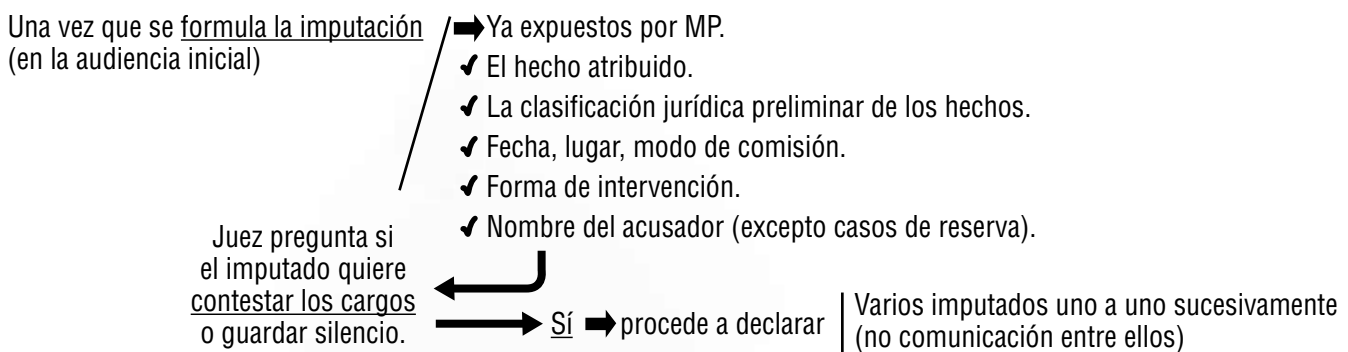 Una vez que se formula la imputación
(en la audiencia inicial)
Ya expuestos por MP.
El hecho atribuido.
La clasificación jurídica preliminar de los hechos.
Fecha, lugar, modo de comisión.
Forma de intervención.
Nombre del acusador (excepto casos de reserva).
Juez pregunta si
el imputado quiere
contestar los cargos
o guardar silencio.
Sí procede a declarar
Varios imputados uno a uno sucesivamente
(no comunicación entre ellos)